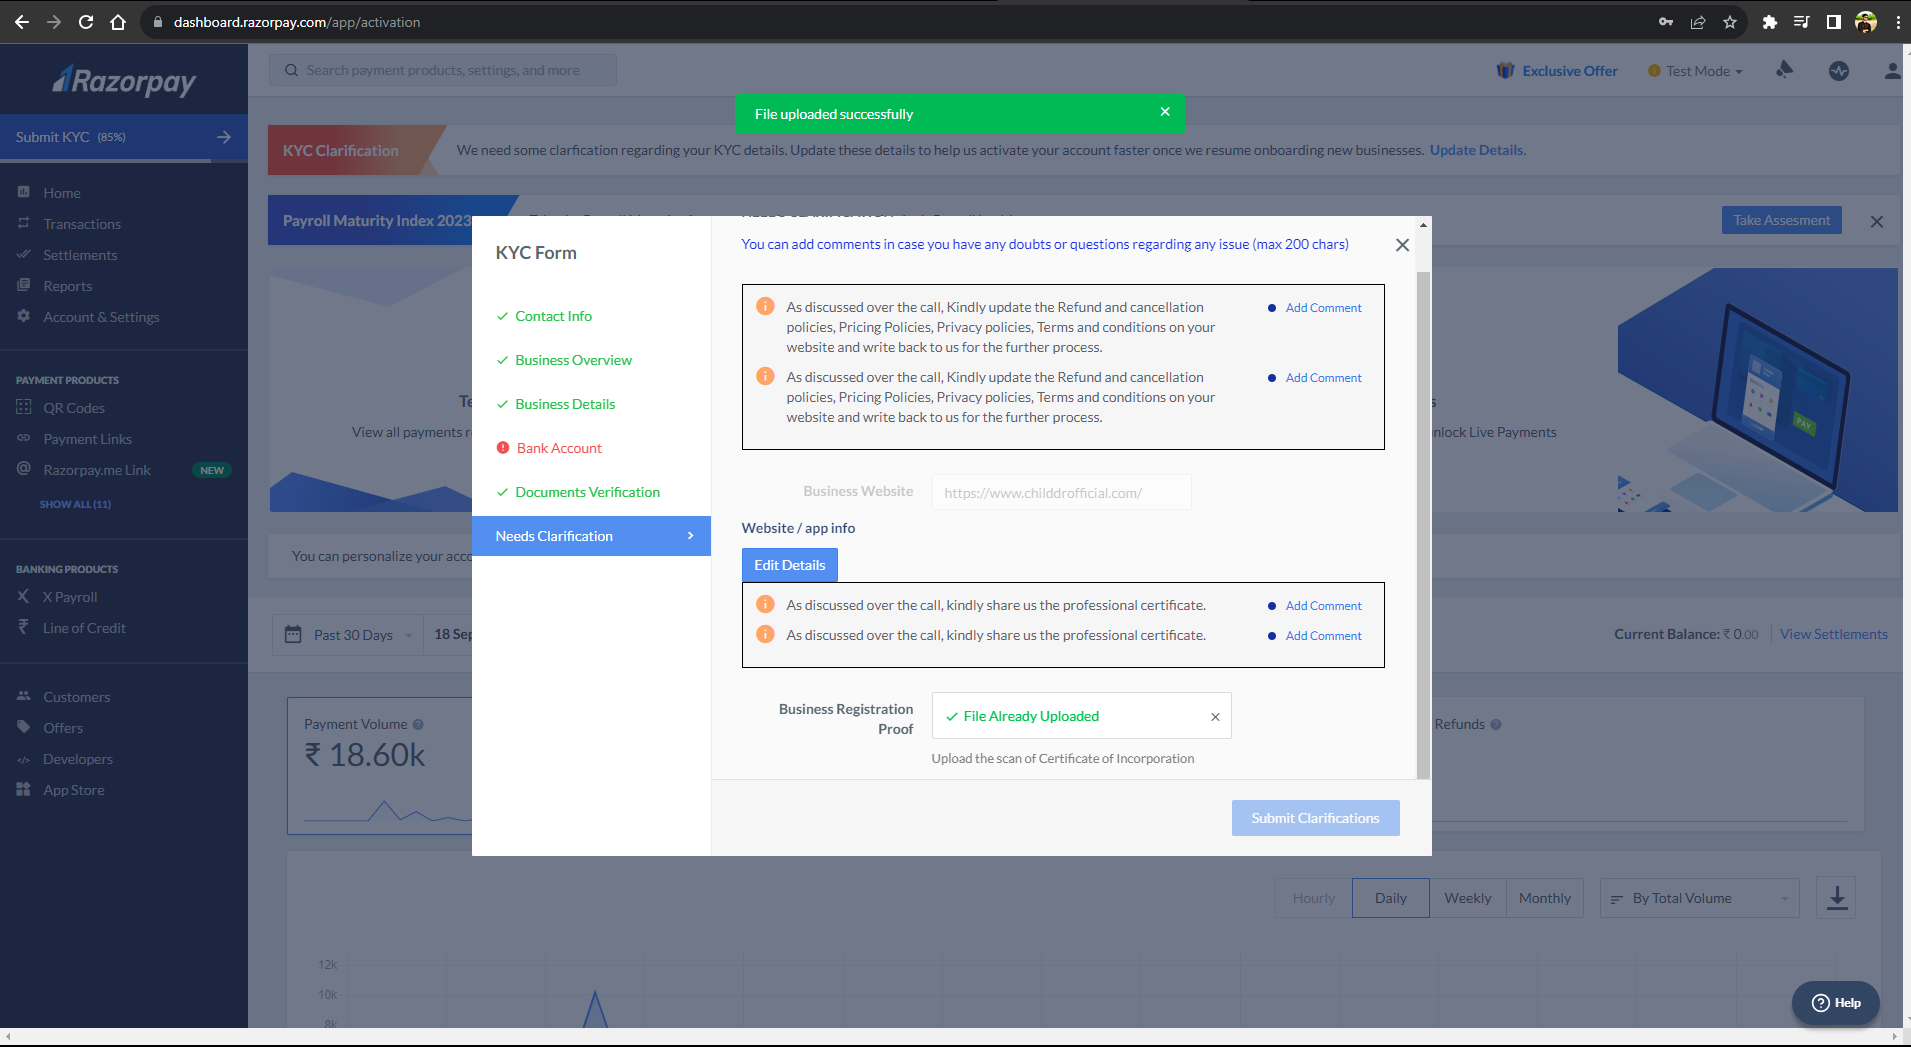 dashboard.razorpay.com/app/activation
Razorpay
Search payment products, settings, and more
Exclusive Offer
Test Mode
File uploaded successfully
Submit KYC (85%)
KYC Clarification
We need some clarfication regarding your KYC details. Update these details to help us activate your account faster once we resume onboarding new businesses. Update Details.
Payroll Maturity Index 2023
Take Assesment
Home
Transactions
Settlements
Reports
Account & Settings
PAYMENT PRODUCTS
QR Codes
Payment Links
Razorpay.me Link NEW
SHOW ALL (11)
BANKING PRODUCTS
X Payroll
Line of Credit
Customers
Offers
Developers
App Store
KYC Form
Contact Info
Business Overview
Business Details
Bank Account
Documents Verification
Needs Clarification
NEEDS CLARIFICATION
You can add comments in case you have any doubts or questions regarding any issue (max 200 chars)
As discussed over the call, Kindly update the Refund and cancellation
policies, Pricing Policies, Privacy policies, Terms and conditions on your
website and write back to us for the further process.
Add Comment
As discussed over the call, Kindly update the Refund and cancellation
policies, Pricing Policies, Privacy policies, Terms and conditions on your
website and write back to us for the further process.
Add Comment
Business Website
https://www.childdrofficial.com/
Website / app info
Edit Details
As discussed over the call, kindly share us the professional certificate.
Add Comment
As discussed over the call, kindly share us the professional certificate.
Add Comment
Business Registration
Proof
File Already Uploaded
Upload the scan of Certificate of Incorporation
Submit Clarifications
Te
View all payments r
nlock Live Payments
PAY
You can personalize your acco
Past 30 Days
18 Sep
Current Balance: ₹ 0.00
View Settlements
Payment Volume
₹ 18.60k
Refunds
Hourly
Daily
Weekly
Monthly
By Total Volume
12k
10k
8k
Help